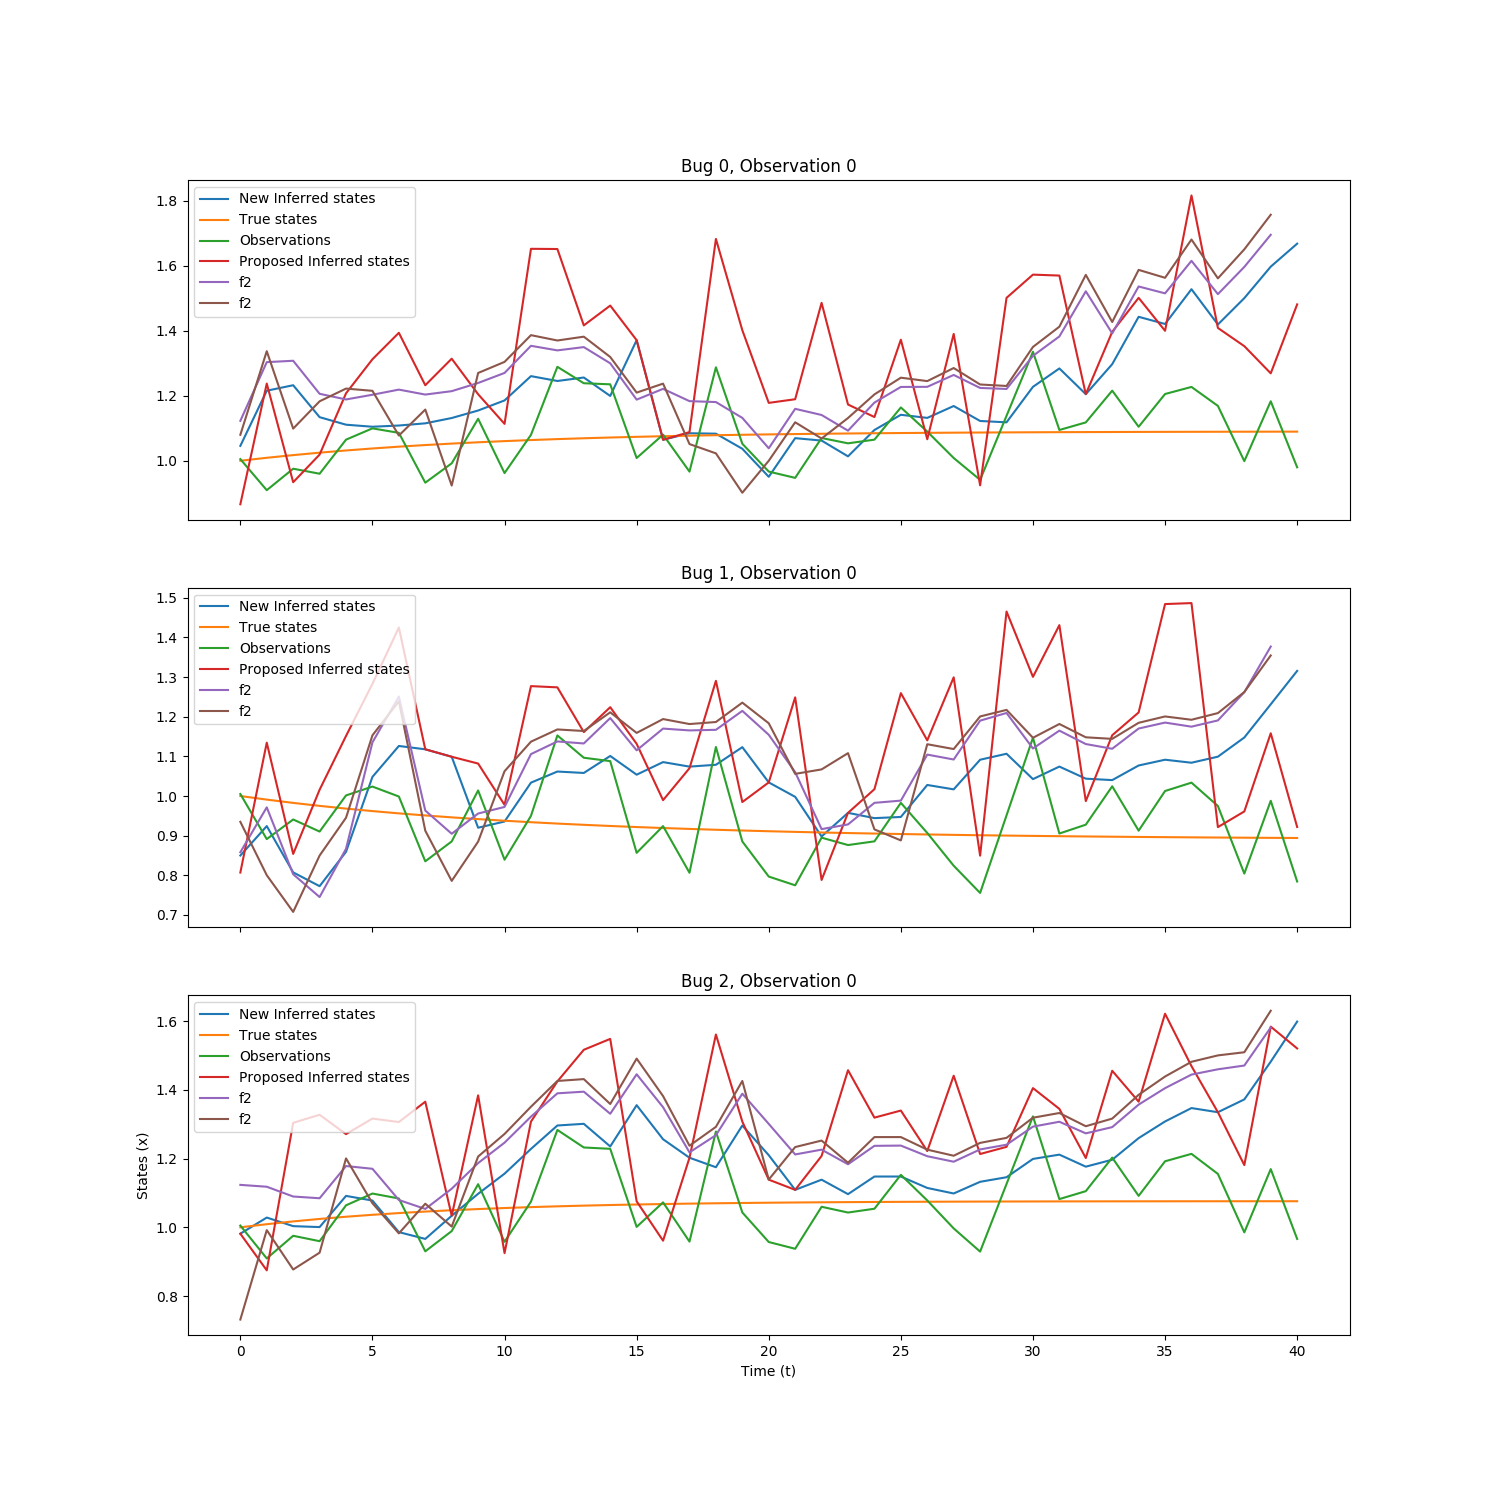 Bug 0, Observation 0
New Inferred states
True states
Observations
Proposed Inferred states
f2
f2
1.8
1.6
1.4
1.2
1.0
Bug 1, Observation 0
New Inferred states
True states
Observations
Proposed Inferred states
f2
f2
1.5
1.4
1.3
1.2
1.1
1.0
0.9
0.8
0.7
Bug 2, Observation 0
New Inferred states
True states
Observations
Proposed Inferred states
f2
f2
1.6
1.4
1.2
1.0
0.8
States (x)
0 5 10 15 20 25 30 35 40
Time (t)